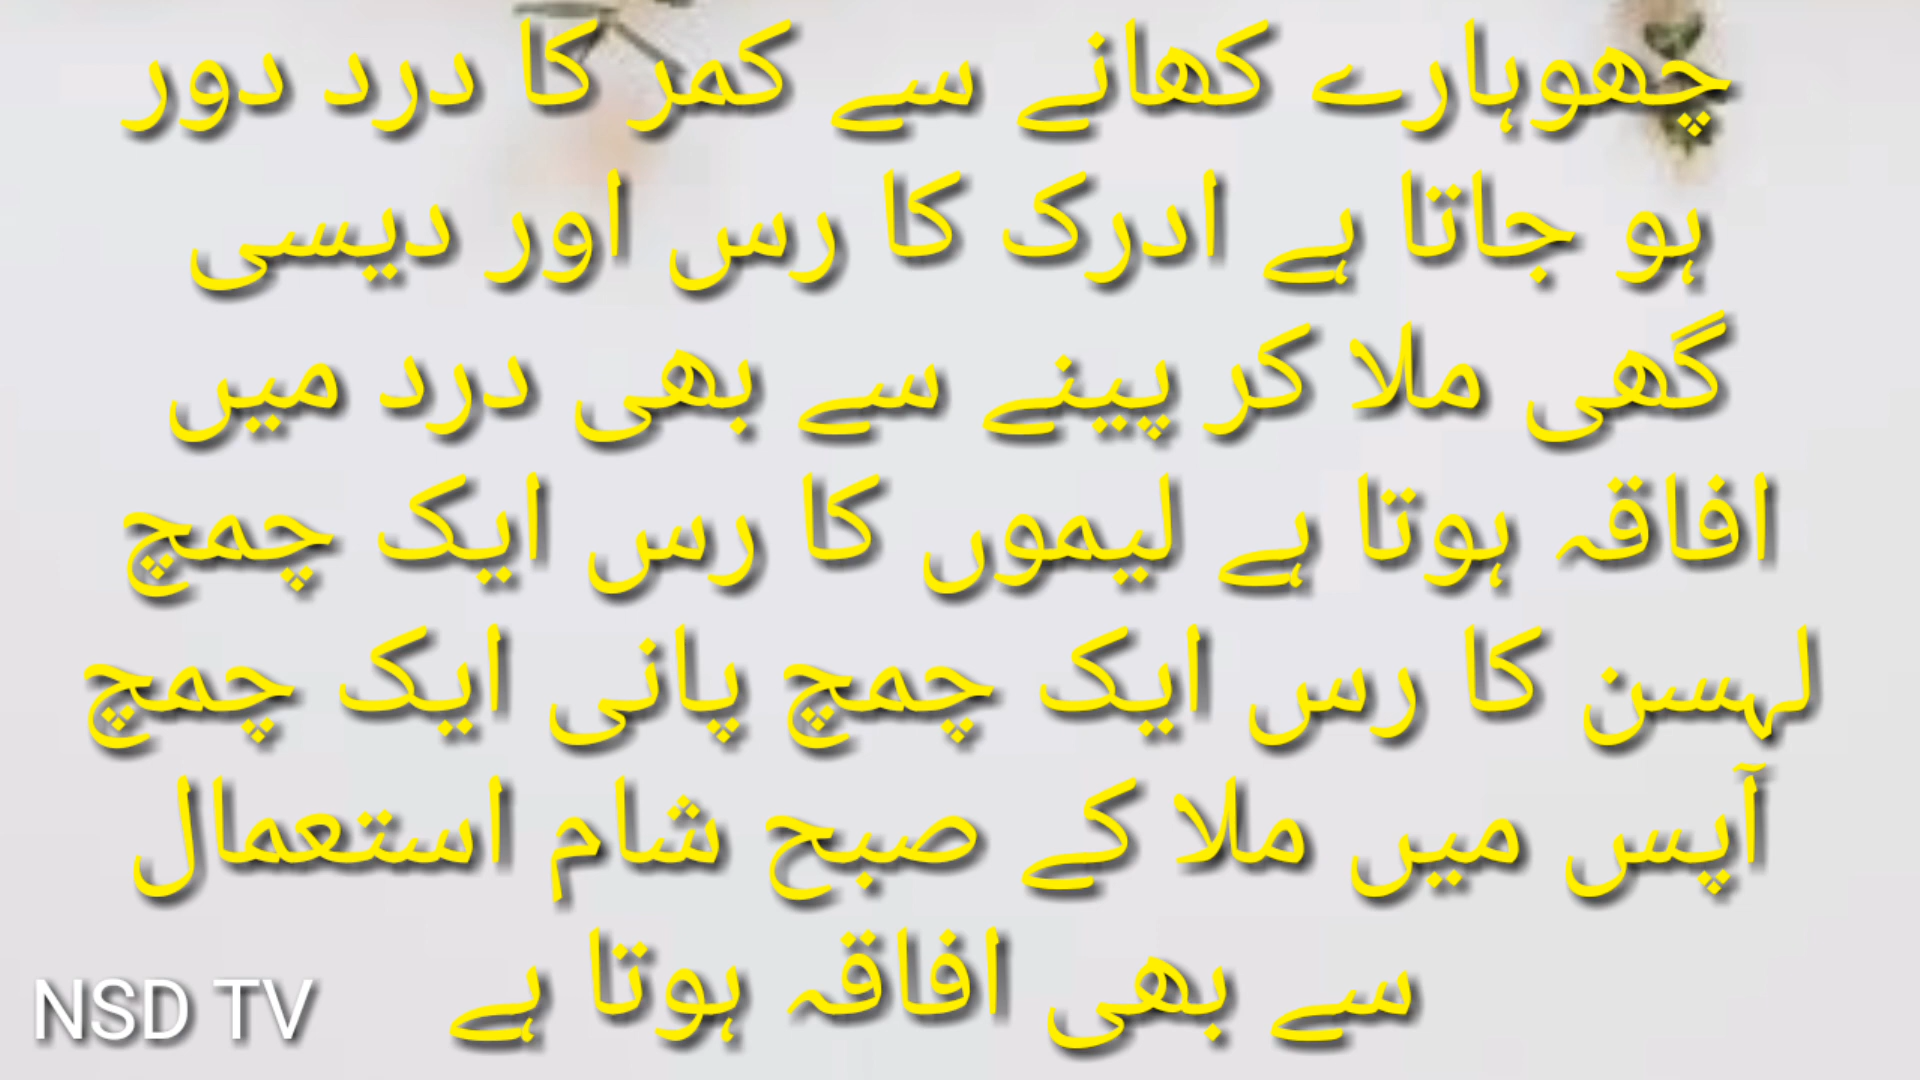 چھوہارے کھانے سے کمر کا درد دور
ہو جاتا ہے ادرک کا رس اور دیسی
گھی ملا کر پینے سے بھی درد میں
افاقہ ہوتا ہے لیموں کا رس ایک چمچ
لہسن کا رس ایک چمچ پانی ایک چمچ
آپس میں ملا کے صبح شام استعمال
سے بھی افاقہ ہوتا ہے
NSD TV